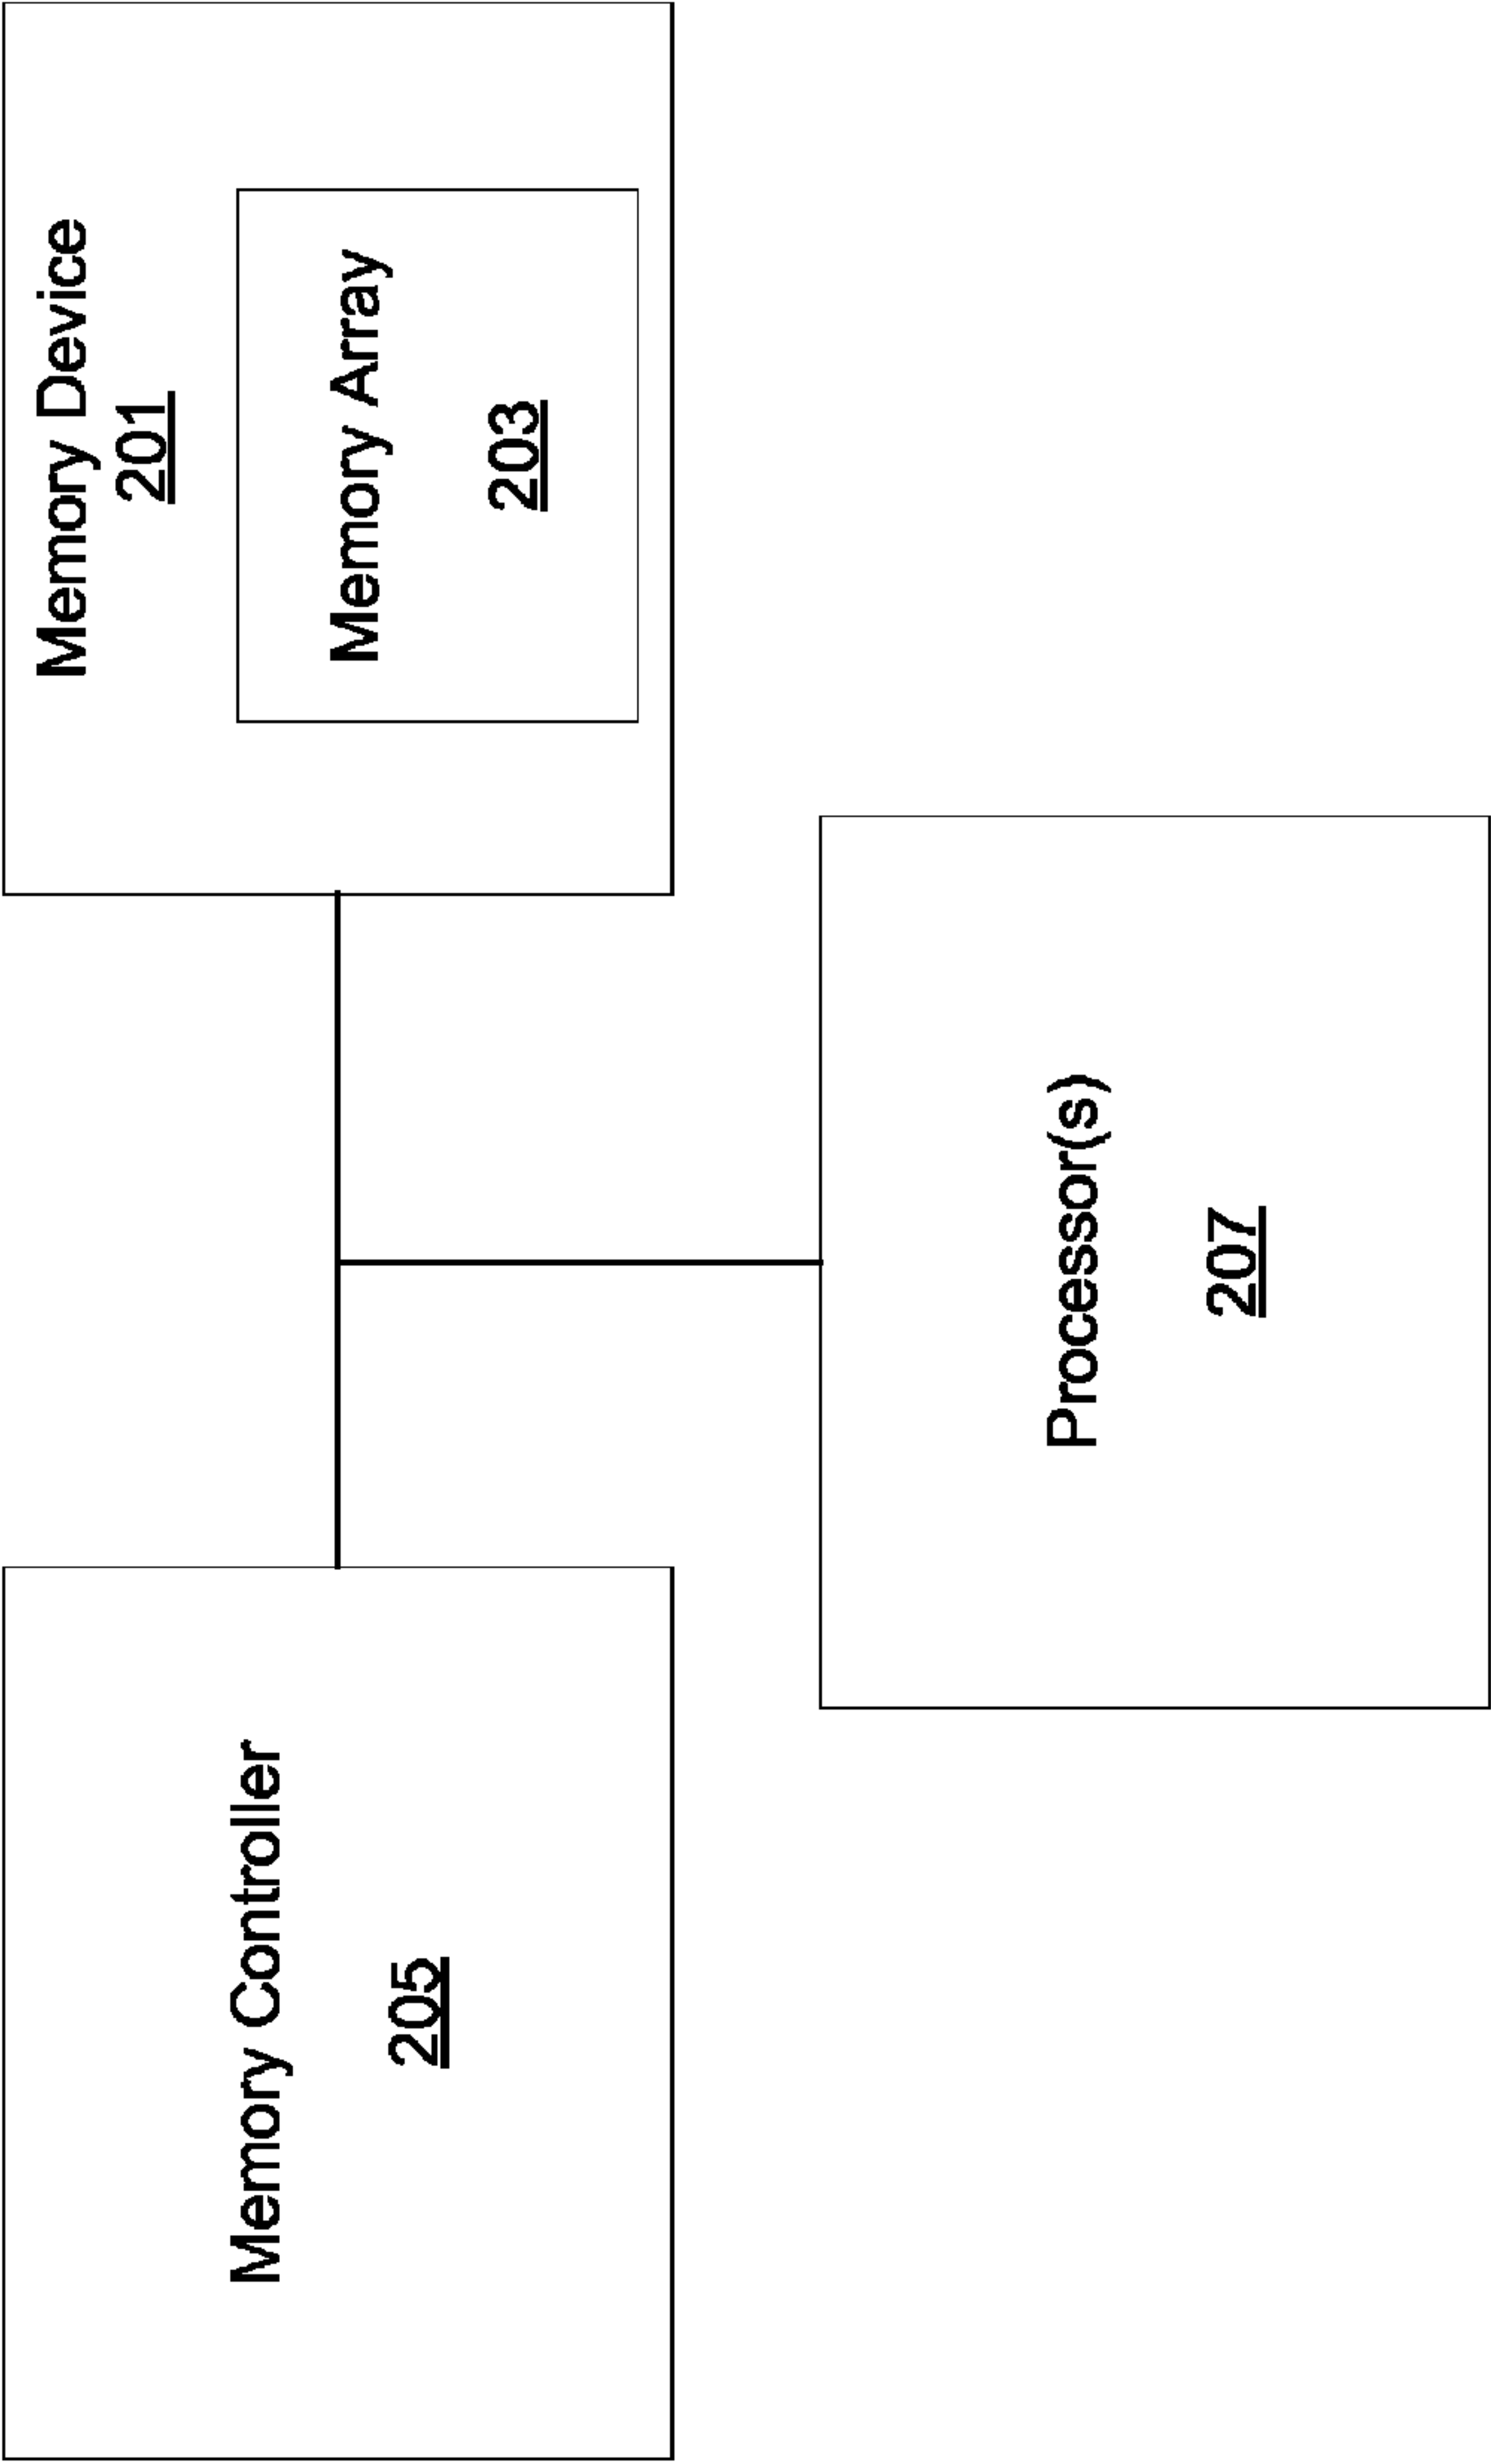 Memory Controller
205
Memory Device
201
Memory Array
203
Processor(s)
207